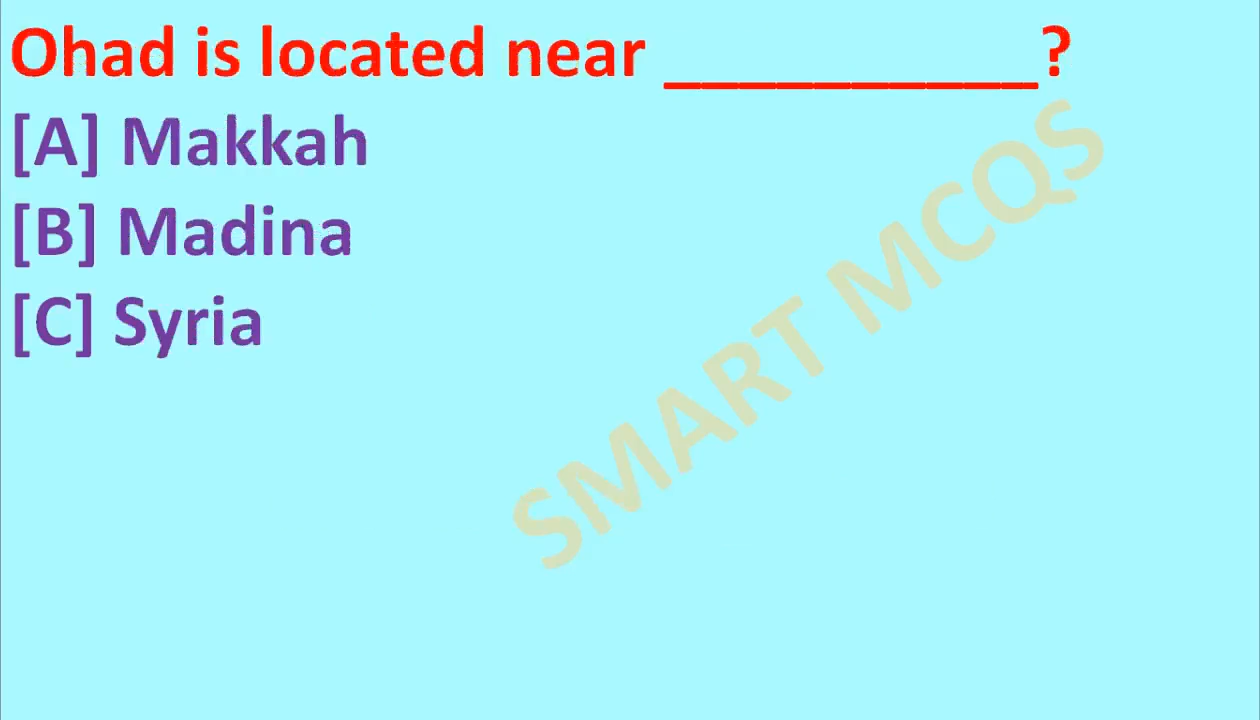 Ohad is located near __________?
[A] Makkah
[B] Madina
[C] Syria
SMART MCQS